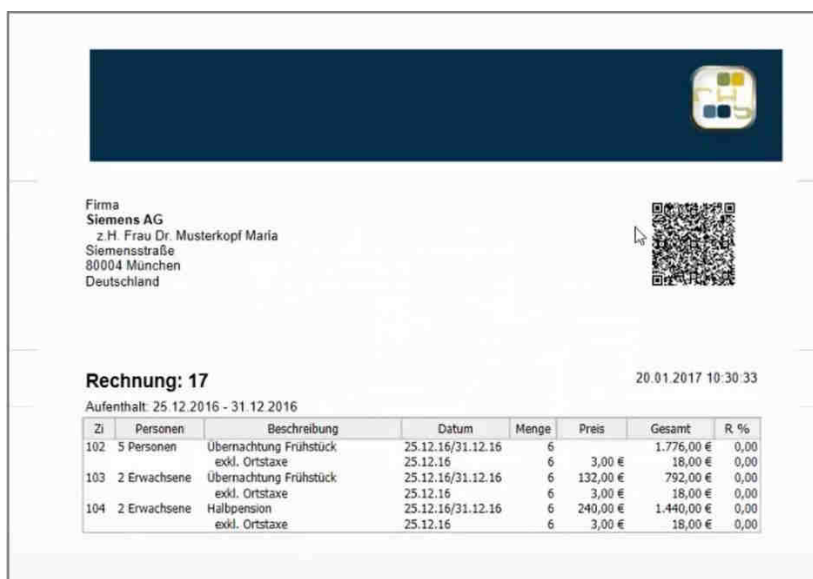 rHS
Firma
Siemens AG
z.H. Frau Dr. Musterkopf Maria
Siemensstraße
80004 München
Deutschland
Rechnung: 17
20.01.2017 10:30:33
Aufenthalt: 25.12.2016 - 31.12.2016
Zi Personen Beschreibung Datum Menge Preis Gesamt R %
102 5 Personen Übernachtung Frühstück 25.12.16/31.12.16 6 1.776,00 € 0,00
exkl. Ortstaxe 25.12.16 6 3,00 € 18,00 € 0,00
103 2 Erwachsene Übernachtung Frühstück 25.12.16/31.12.16 6 132,00 € 792,00 € 0,00
exkl. Ortstaxe 25.12.16 6 3,00 € 18,00 € 0,00
104 2 Erwachsene Halbpension 25.12.16/31.12.16 6 240,00 € 1.440,00 € 0,00
exkl. Ortstaxe 25.12.16 6 3,00 € 18,00 € 0,00